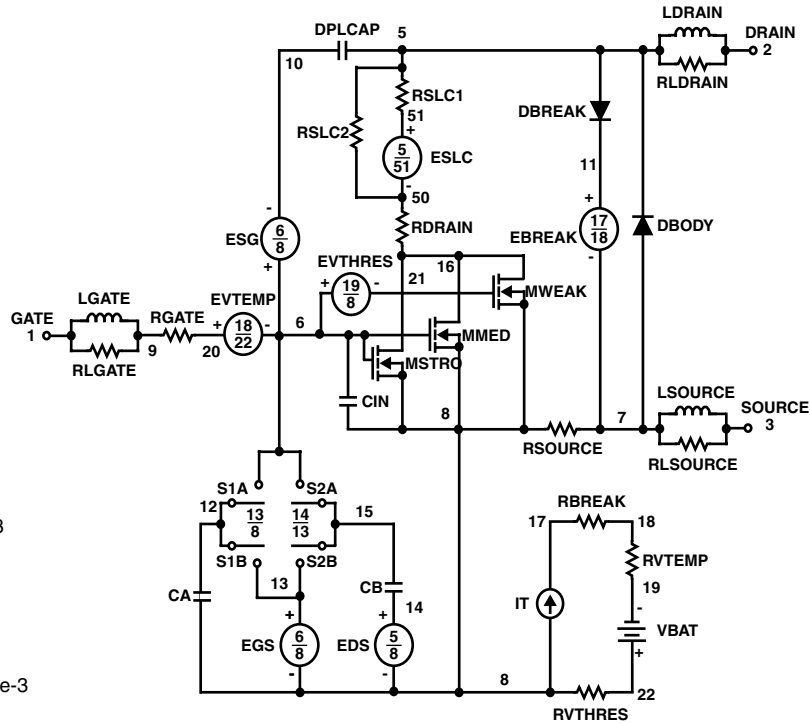 LDRAIN
DPLCAP 5 DRAIN
2
10
RLDRAIN
RSLC1
51
DBREAK
RSLC2
+
5
51
ESLC
11
-
50
-
+
RDRAIN
17
18
DBODY
6
8
ESG
EBREAK
EVTHRES
16
-
+
+ 19
8 -
21
MWEAK
LGATE
EVTEMP
GATE
1
RGATE
+ 18
22 -
6
MMED
9
20
MSTRO
RLGATE
LSOURCE
CIN
8
7
SOURCE
3
RSOURCE
RLSOURCE
S1A
S2A
12
13
8
14
13
15
RBREAK
17
18
S1B
S2B
RVTEMP
13
CB
19
CA
14
IT
-
+
+
VBAT
EGS
6
8
EDS
5
8
+
-
-
8
22
RVTHRES
3
e-3